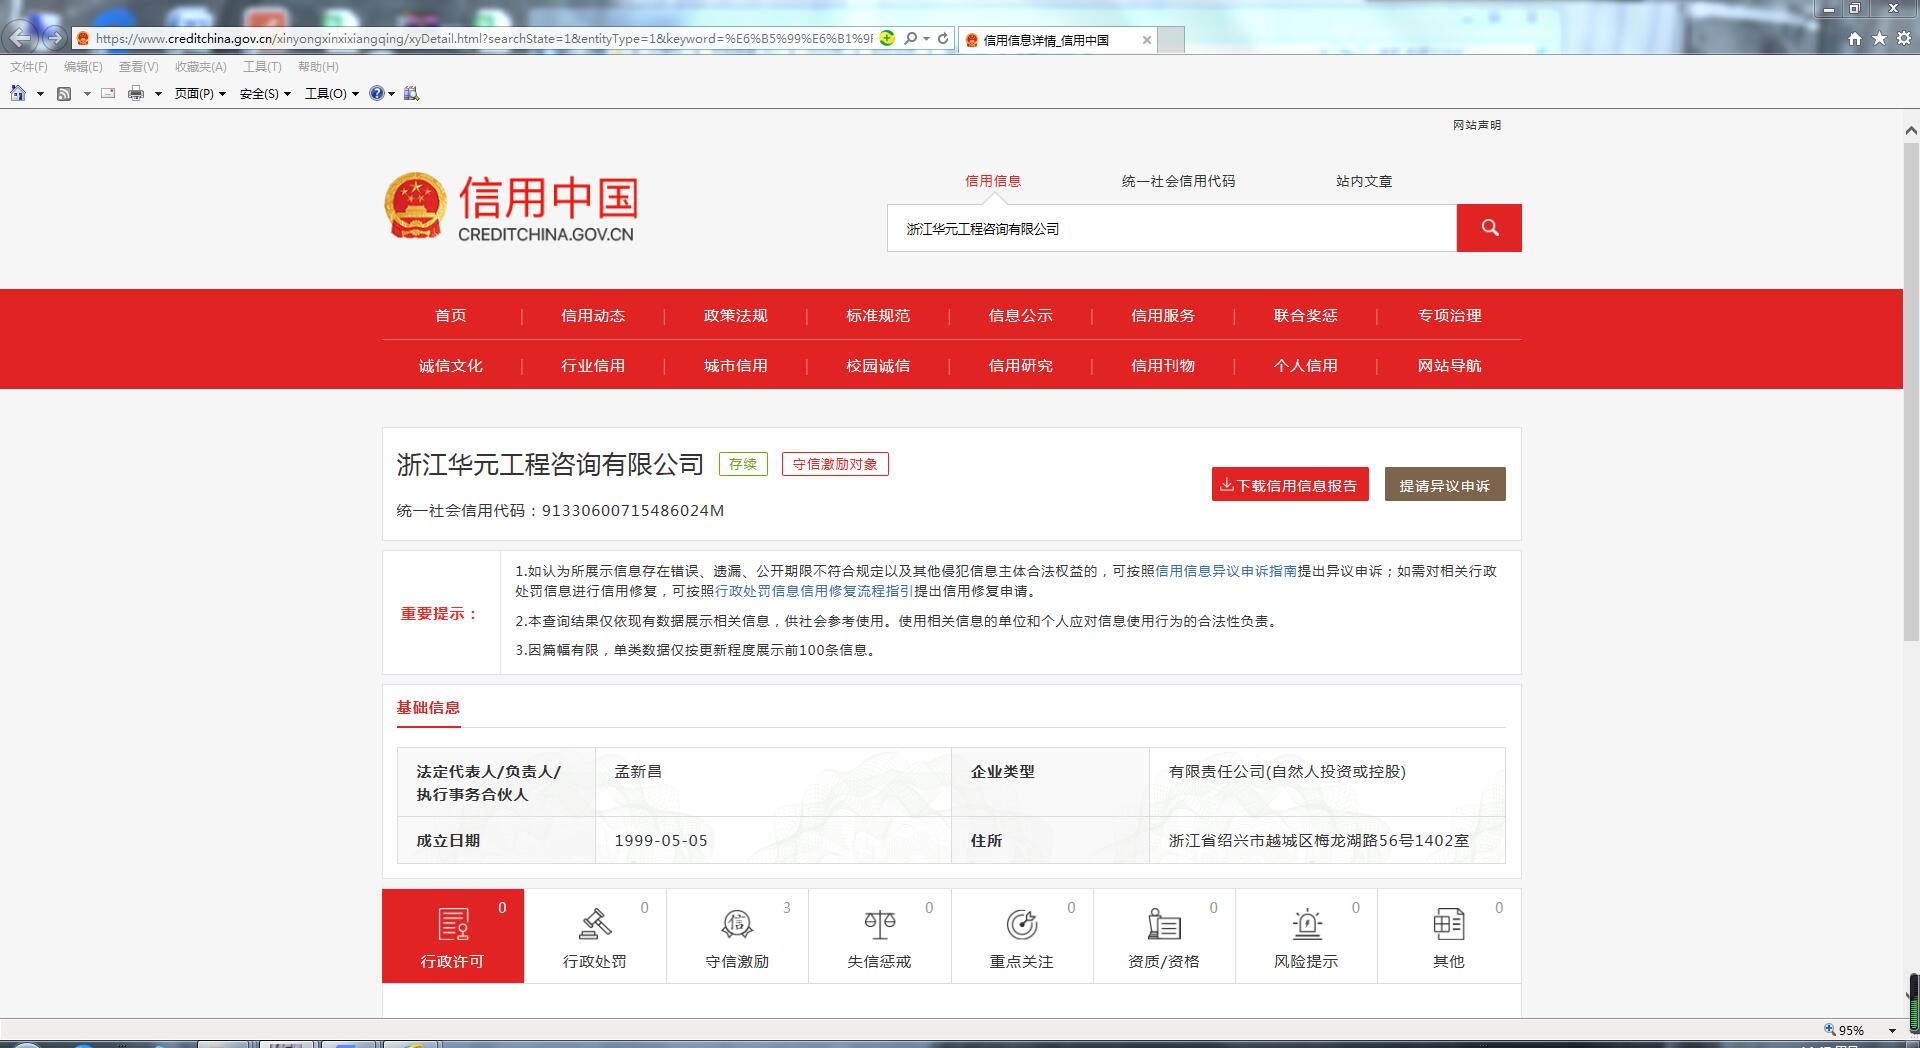 https://www.creditchina.gov.cn/xinyongxinxixiangqing/xyDetail.html?searchState=1&entityType=1&keyword=%E6%B5%99%E6%B1%9F
信用信息详情_信用中国
文件(F) 编辑(E) 查看(V) 收藏夹(A) 工具(T) 帮助(H)
页面(P) 安全(S) 工具(O)
网站声明
信用中国
CREDITCHINA.GOV.CN
信用信息 统一社会信用代码 站内文章
浙江华元工程咨询有限公司
首页 信用动态 政策法规 标准规范 信息公示 信用服务 联合奖惩 专项治理
诚信文化 行业信用 城市信用 校园诚信 信用研究 信用刊物 个人信用 网站导航
浙江华元工程咨询有限公司 存续 守信激励对象
下载信用信息报告 提请异议申诉
统一社会信用代码：91330600715486024M
重要提示：
1.如认为所展示信息存在错误、遗漏、公开期限不符合规定以及其他侵犯信息主体合法权益的，可按照信用信息异议申诉指南提出异议申诉；如需对相关行政
处罚信息进行信用修复，可按照行政处罚信息信用修复流程指引提出信用修复申请。
2.本查询结果仅依现有数据展示相关信息，供社会参考使用。使用相关信息的单位和个人应对信息使用行为的合法性负责。
3.因篇幅有限，单类数据仅按更新程度展示前100条信息。
基础信息
法定代表人/负责人/
执行事务合伙人
孟新昌
企业类型
有限责任公司(自然人投资或控股)
成立日期
1999-05-05
住所
浙江省绍兴市越城区梅龙湖路56号1402室
0 0 3 0 0 0 0 0
信
行政许可 行政处罚 守信激励 失信惩戒 重点关注 资质/资格 风险提示 其他
95%